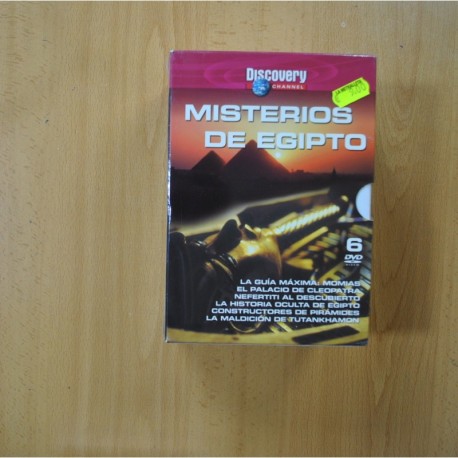 Discovery
CHANNEL
MISTERIOS
DE EGIPTO
6
DVD
LA GUÍA MÁXIMA: MOMIAS
EL PALACIO DE CLEOPATRA
NEFERTITI AL DESCUBIERTO
LA HISTORIA OCULTA DE EGIPTO
CONSTRUCTORES DE PIRÁMIDES
LA MALDICIÓN DE TUTANKHAMON